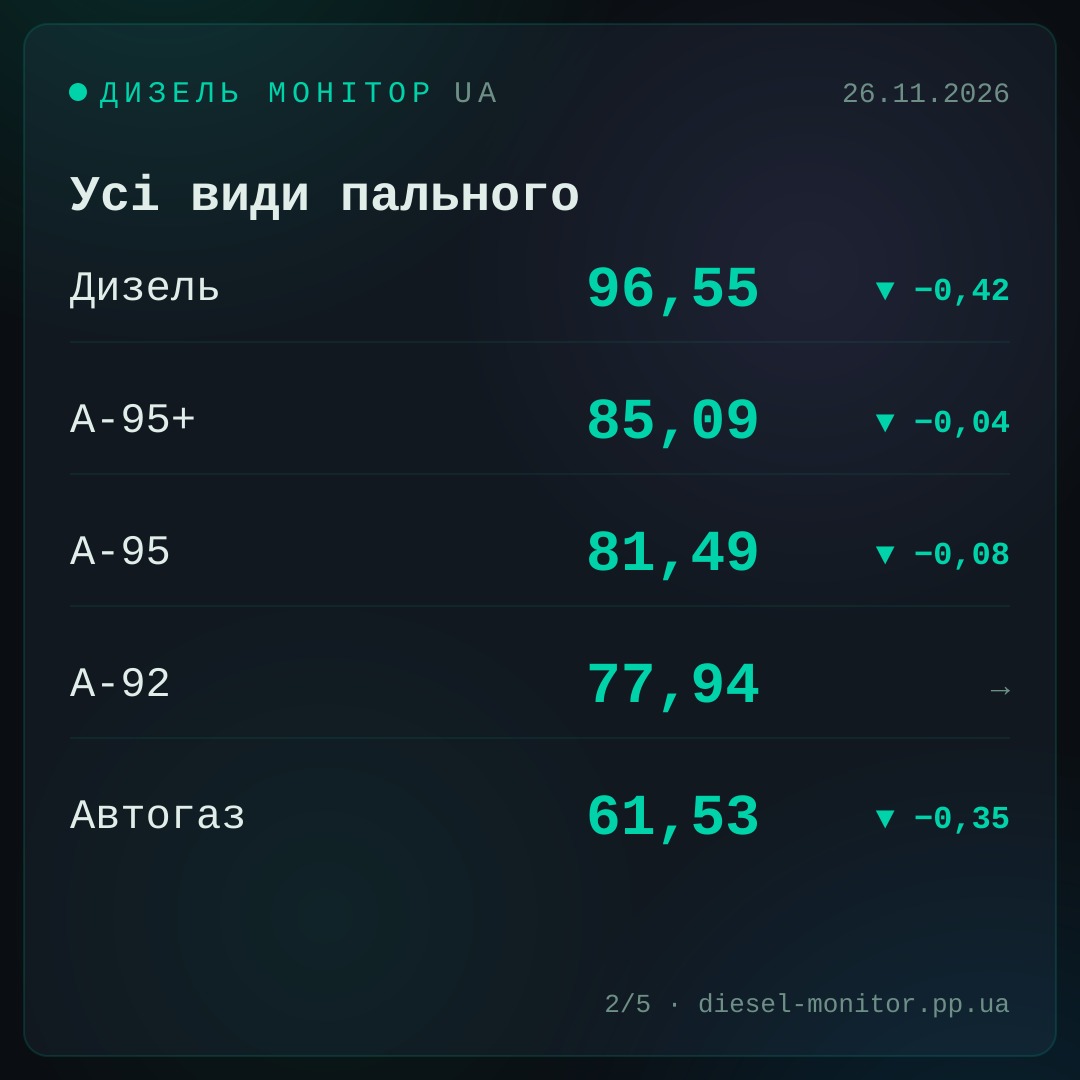 ДИЗЕЛЬ МОНІТОР UA 26.11.2026
Усі види пального
Дизель 96,55 ▼ −0,42
А-95+ 85,09 ▼ −0,04
А-95 81,49 ▼ −0,08
А-92 77,94 →
Автогаз 61,53 ▼ −0,35
2/5 · diesel-monitor.pp.ua